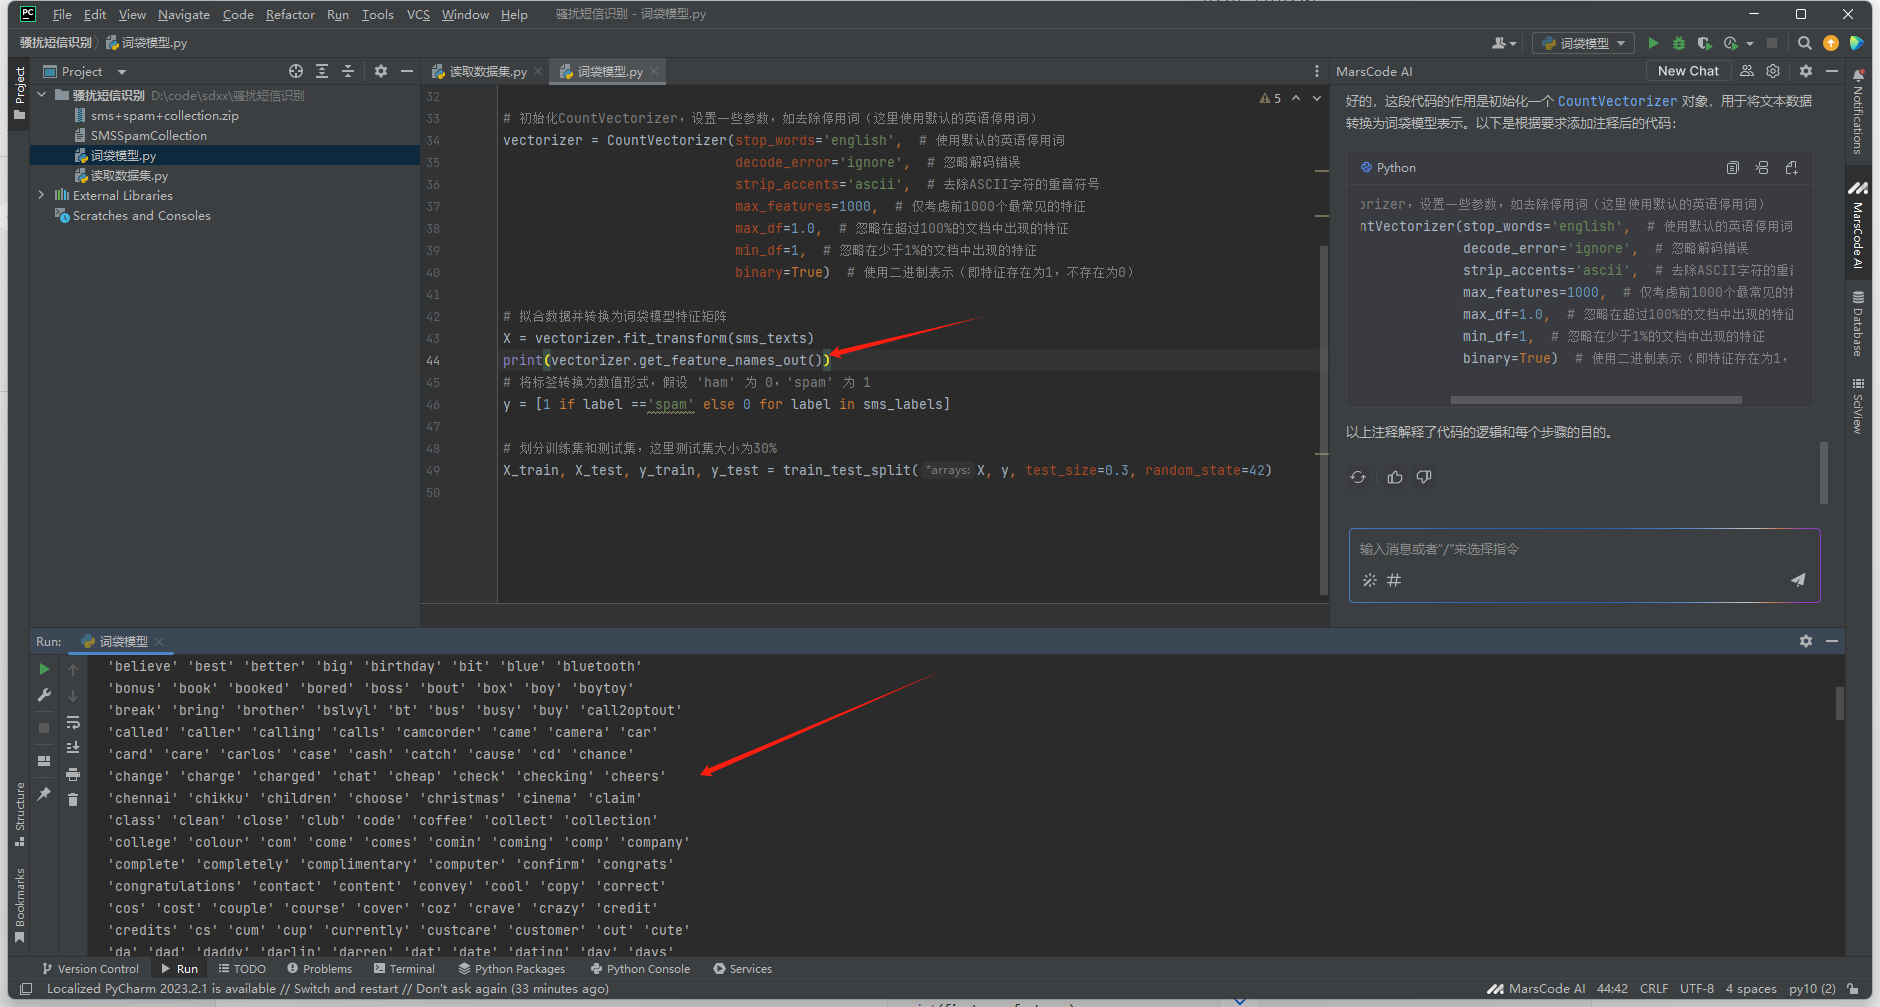 PC File Edit View Navigate Code Refactor Run Tools VCS Window Help 骚扰短信识别 - 词袋模型.py
骚扰短信识别 词袋模型.py 词袋模型
Project
读取数据集.py 词袋模型.py
MarsCode AI New Chat
骚扰短信识别 D:\code\sdxx\骚扰短信识别
sms+spam+collection.zip
SMSSpamCollection
词袋模型.py
读取数据集.py
External Libraries
Scratches and Consoles
Project
Structure
Bookmarks
5
32
33 # 初始化CountVectorizer，设置一些参数，如去除停用词（这里使用默认的英语停用词）
34 vectorizer = CountVectorizer(stop_words='english', # 使用默认的英语停用词
35 decode_error='ignore', # 忽略解码错误
36 strip_accents='ascii', # 去除ASCII字符的重音符号
37 max_features=1000, # 仅考虑前1000个最常见的特征
38 max_df=1.0, # 忽略在超过100%的文档中出现的特征
39 min_df=1, # 忽略在少于1%的文档中出现的特征
40 binary=True) # 使用二进制表示（即特征存在为1，不存在为0）
41
42 # 拟合数据并转换为词袋模型特征矩阵
43 X = vectorizer.fit_transform(sms_texts)
44 print(vectorizer.get_feature_names_out())
45 # 将标签转换为数值形式，假设 'ham' 为 0，'spam' 为 1
46 y = [1 if label =='spam' else 0 for label in sms_labels]
47
48 # 划分训练集和测试集，这里测试集大小为30%
49 X_train, X_test, y_train, y_test = train_test_split( *arrays: X, y, test_size=0.3, random_state=42)
50
好的，这段代码的作用是初始化一个 CountVectorizer 对象，用于将文本数据
转换为词袋模型表示。以下是根据要求添加注释后的代码：
Python
orizer，设置一些参数，如去除停用词（这里使用默认的英语停用词）
ntVectorizer(stop_words='english', # 使用默认的英语停用词
decode_error='ignore', # 忽略解码错误
strip_accents='ascii', # 去除ASCII字符的重音
max_features=1000, # 仅考虑前1000个最常见的特
max_df=1.0, # 忽略在超过100%的文档中出现的特征
min_df=1, # 忽略在少于1%的文档中出现的特征
binary=True) # 使用二进制表示（即特征存在为1，
以上注释解释了代码的逻辑和每个步骤的目的。
输入消息或者"/"来选择指令
#
Notifications
MarsCode AI
Database
SciView
Run: 词袋模型
'believe' 'best' 'better' 'big' 'birthday' 'bit' 'blue' 'bluetooth'
'bonus' 'book' 'booked' 'bored' 'boss' 'bout' 'box' 'boy' 'boytoy'
'break' 'bring' 'brother' 'bslvyl' 'bt' 'bus' 'busy' 'buy' 'call2optout'
'called' 'caller' 'calling' 'calls' 'camcorder' 'came' 'camera' 'car'
'card' 'care' 'carlos' 'case' 'cash' 'catch' 'cause' 'cd' 'chance'
'change' 'charge' 'charged' 'chat' 'cheap' 'check' 'checking' 'cheers'
'chennai' 'chikku' 'children' 'choose' 'christmas' 'cinema' 'claim'
'class' 'clean' 'close' 'club' 'code' 'coffee' 'collect' 'collection'
'college' 'colour' 'com' 'come' 'comes' 'comin' 'coming' 'comp' 'company'
'complete' 'completely' 'complimentary' 'computer' 'confirm' 'congrats'
'congratulations' 'contact' 'content' 'convey' 'cool' 'copy' 'correct'
'cos' 'cost' 'couple' 'course' 'cover' 'coz' 'crave' 'crazy' 'credit'
'credits' 'cs' 'cum' 'cup' 'currently' 'custcare' 'customer' 'cut' 'cute'
'da' 'dad' 'daddy' 'darlin' 'darren' 'dat' 'date' 'dating' 'day' 'days'
Version Control Run TODO Problems Terminal Python Packages Python Console Services
Localized PyCharm 2023.2.1 is available // Switch and restart // Don't ask again (33 minutes ago) MarsCode AI 44:42 CRLF UTF-8 4 spaces py10 (2)